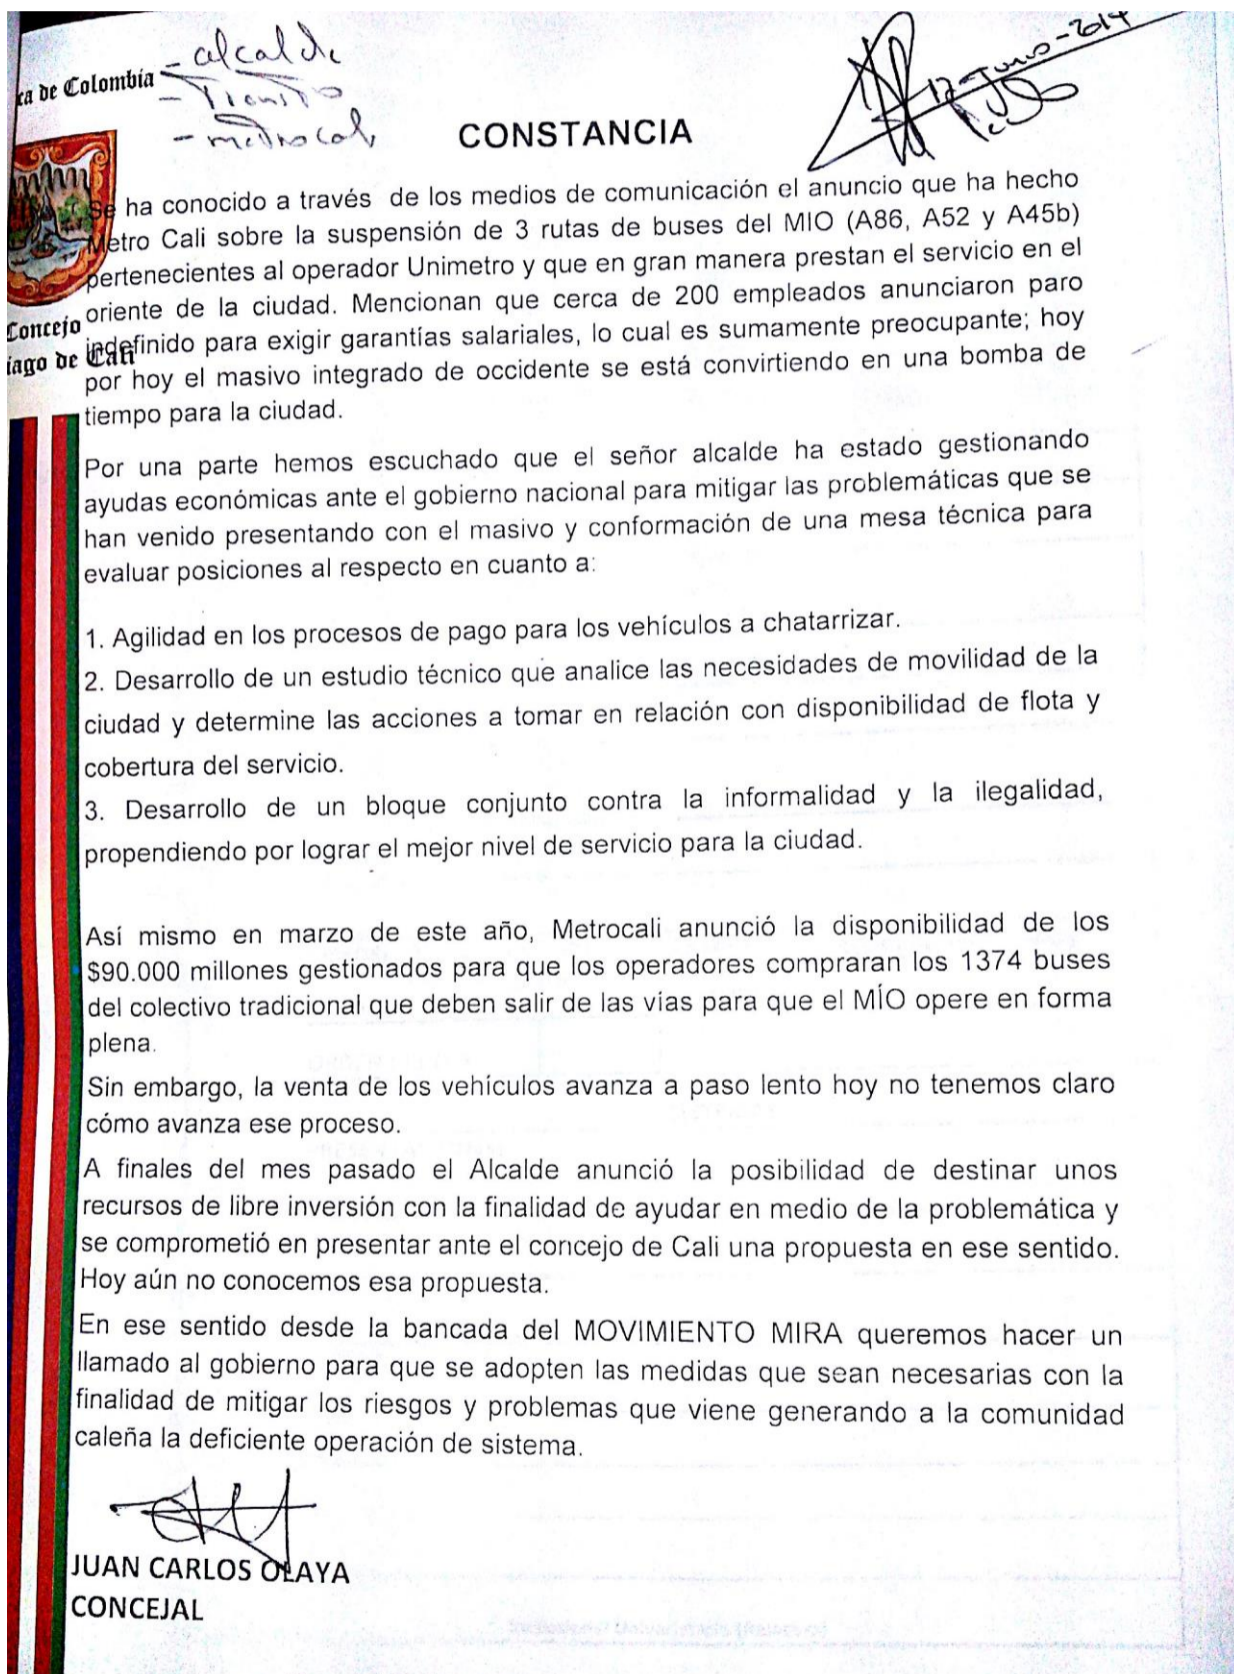 ca de Colombia
- alcalde
- Transito
- metrocali
12-Junio-2014
CONSTANCIA
Se ha conocido a través de los medios de comunicación el anuncio que ha hecho
Metro Cali sobre la suspensión de 3 rutas de buses del MIO (A86, A52 y A45b)
pertenecientes al operador Unimetro y que en gran manera prestan el servicio en el
oriente de la ciudad. Mencionan que cerca de 200 empleados anunciaron paro
indefinido para exigir garantías salariales, lo cual es sumamente preocupante; hoy
por hoy el masivo integrado de occidente se está convirtiendo en una bomba de
tiempo para la ciudad.
Concejo
iago de Cali
Por una parte hemos escuchado que el señor alcalde ha estado gestionando
ayudas económicas ante el gobierno nacional para mitigar las problemáticas que se
han venido presentando con el masivo y conformación de una mesa técnica para
evaluar posiciones al respecto en cuanto a:
1. Agilidad en los procesos de pago para los vehículos a chatarrizar.
2. Desarrollo de un estudio técnico que analice las necesidades de movilidad de la
ciudad y determine las acciones a tomar en relación con disponibilidad de flota y
cobertura del servicio.
3. Desarrollo de un bloque conjunto contra la informalidad y la ilegalidad,
propendiendo por lograr el mejor nivel de servicio para la ciudad.
Así mismo en marzo de este año, Metrocali anunció la disponibilidad de los
$90.000 millones gestionados para que los operadores compraran los 1374 buses
del colectivo tradicional que deben salir de las vías para que el MÍO opere en forma
plena.
Sin embargo, la venta de los vehículos avanza a paso lento hoy no tenemos claro
cómo avanza ese proceso.
A finales del mes pasado el Alcalde anunció la posibilidad de destinar unos
recursos de libre inversión con la finalidad de ayudar en medio de la problemática y
se comprometió en presentar ante el concejo de Cali una propuesta en ese sentido.
Hoy aún no conocemos esa propuesta.
En ese sentido desde la bancada del MOVIMIENTO MIRA queremos hacer un
llamado al gobierno para que se adopten las medidas que sean necesarias con la
finalidad de mitigar los riesgos y problemas que viene generando a la comunidad
caleña la deficiente operación de sistema.
JUAN CARLOS OLAYA
CONCEJAL